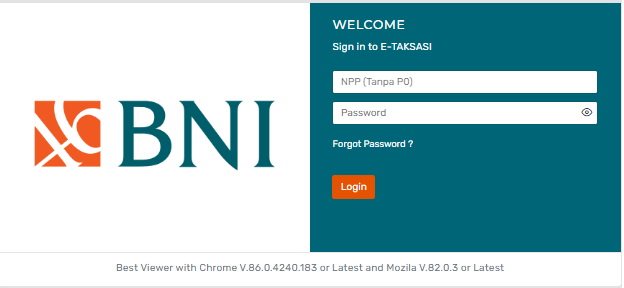 WELCOME
Sign in to E-TAKSASI
NPP (Tanpa P0)
Password
Forgot Password ?
Login
BNI
Best Viewer with Chrome V.86.0.4240.183 or Latest and Mozila V.82.0.3 or Latest